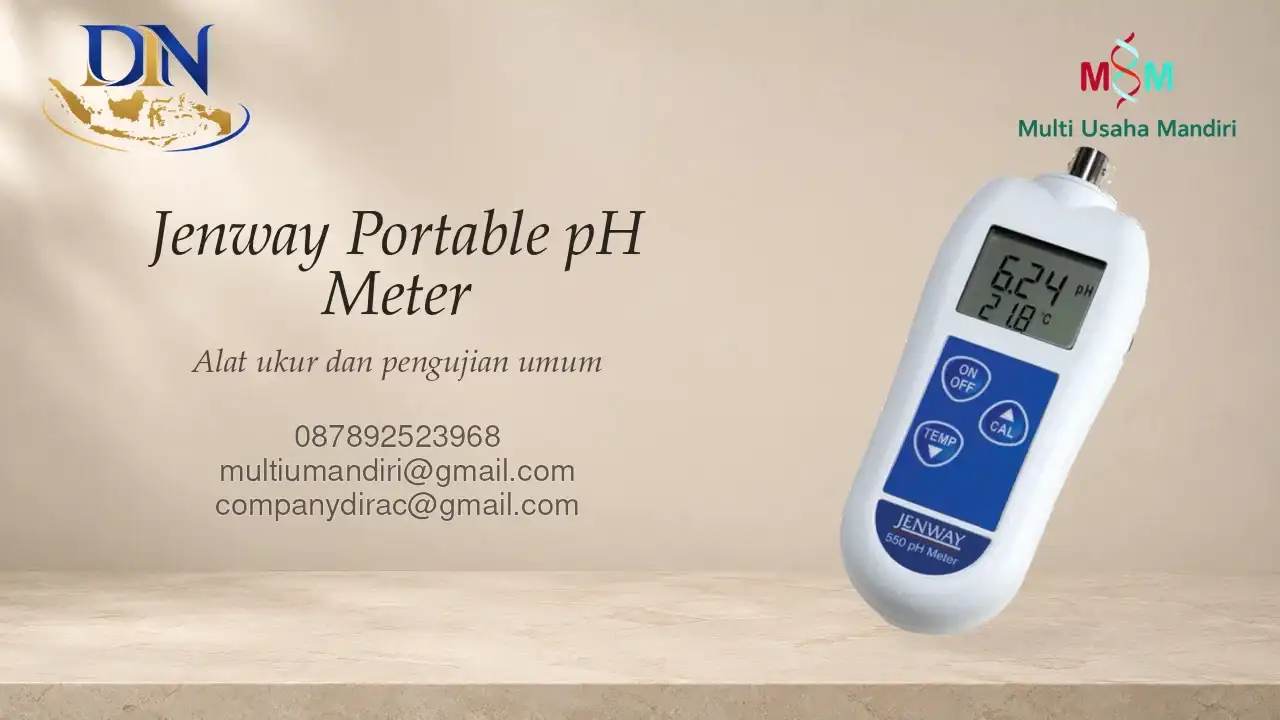 DIN
MSM
Multi Usaha Mandiri
Jenway Portable pH
Meter
Alat ukur dan pengujian umum
087892523968
multiumandiri@gmail.com
companydirac@gmail.com
6.24 pH
21.8 °C
ON
OFF
CAL
TEMP
JENWAY
550 pH Meter